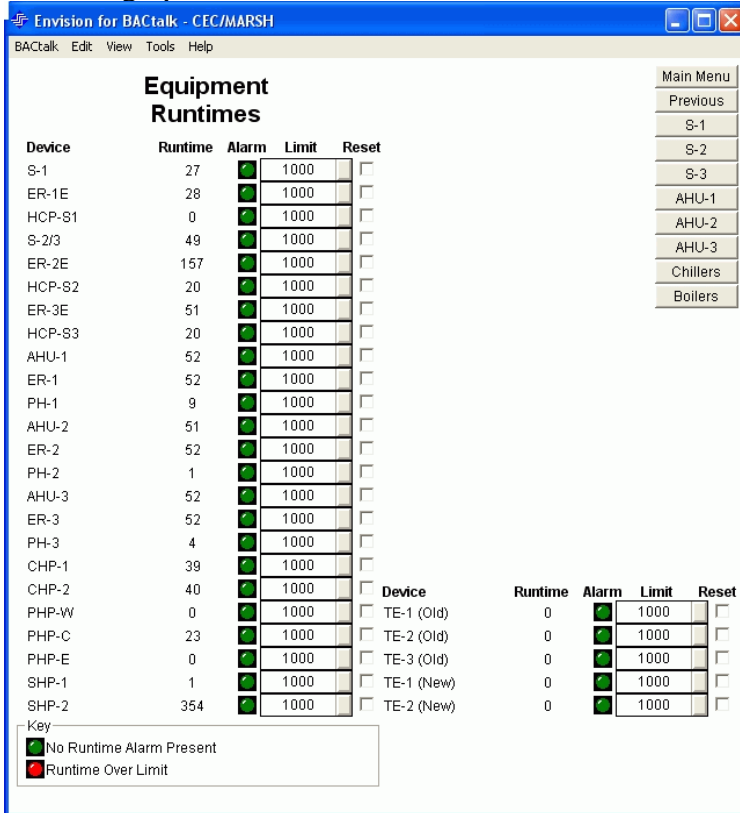 Envision for BACtalk - CEC/MARSH
BACtalk Edit View Tools Help
Equipment
Runtimes
Main Menu
Previous
S-1
S-2
S-3
AHU-1
AHU-2
AHU-3
Chillers
Boilers
Device Runtime Alarm Limit Reset
S-1 27 1000
ER-1E 28 1000
HCP-S1 0 1000
S-2/3 49 1000
ER-2E 157 1000
HCP-S2 20 1000
ER-3E 51 1000
HCP-S3 20 1000
AHU-1 52 1000
ER-1 52 1000
PH-1 9 1000
AHU-2 51 1000
ER-2 52 1000
PH-2 1 1000
AHU-3 52 1000
ER-3 52 1000
PH-3 4 1000
CHP-1 39 1000
CHP-2 40 1000
PHP-W 0 1000
PHP-C 23 1000
PHP-E 0 1000
SHP-1 1 1000
SHP-2 354 1000
Device Runtime Alarm Limit Reset
TE-1 (Old) 0 1000
TE-2 (Old) 0 1000
TE-3 (Old) 0 1000
TE-1 (New) 0 1000
TE-2 (New) 0 1000
Key
No Runtime Alarm Present
Runtime Over Limit